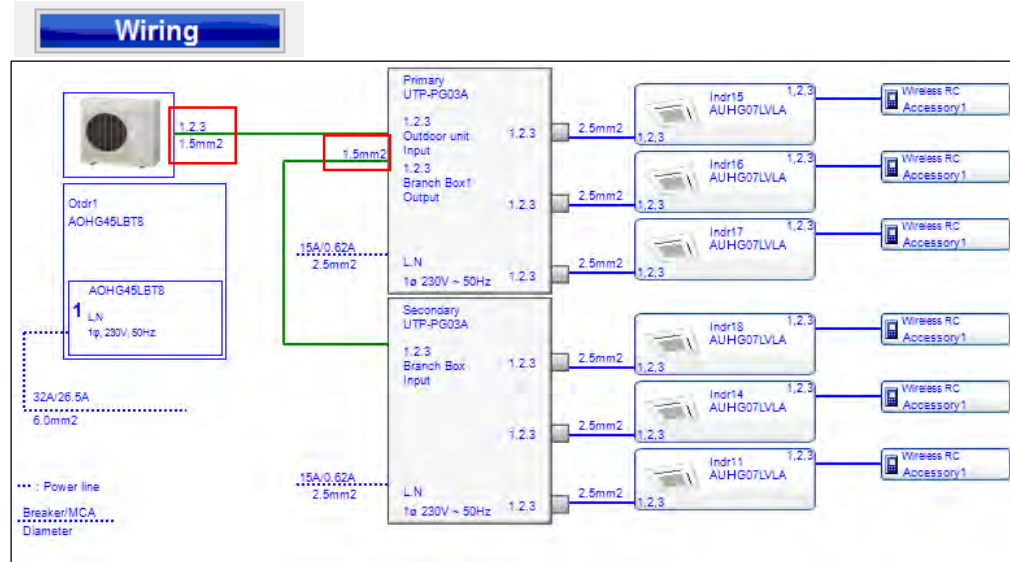 Wiring
Otdr1
AOHG45LBT8
AOHG45LBT8
1
L.N
1φ, 230V, 50Hz
32A/26.5A
6.0mm2
··· : Power line
Breaker/MCA
Diameter
1.2.3
1.5mm2
1.5mm2
15A/0.62A
2.5mm2
15A/0.62A
2.5mm2
Primary
UTP-PG03A
1.2.3
Outdoor unit
Input
1.2.3
Branch Box1
Output
L.N
1ø 230V ~ 50Hz
1.2.3
1.2.3
1.2.3
Secondary
UTP-PG03A
1.2.3
Branch Box
Input
L.N
1ø 230V ~ 50Hz
1.2.3
1.2.3
1.2.3
2.5mm2
Indr15
AUHG07LVLA
1,2,3
1,2,3
Wireless RC
Accessory1
2.5mm2
Indr16
AUHG07LVLA
1,2,3
1,2,3
Wireless RC
Accessory1
2.5mm2
Indr17
AUHG07LVLA
1,2,3
1,2,3
Wireless RC
Accessory1
2.5mm2
Indr18
AUHG07LVLA
1,2,3
1,2,3
Wireless RC
Accessory1
2.5mm2
Indr14
AUHG07LVLA
1,2,3
1,2,3
Wireless RC
Accessory1
2.5mm2
Indr11
AUHG07LVLA
1,2,3
1,2,3
Wireless RC
Accessory1